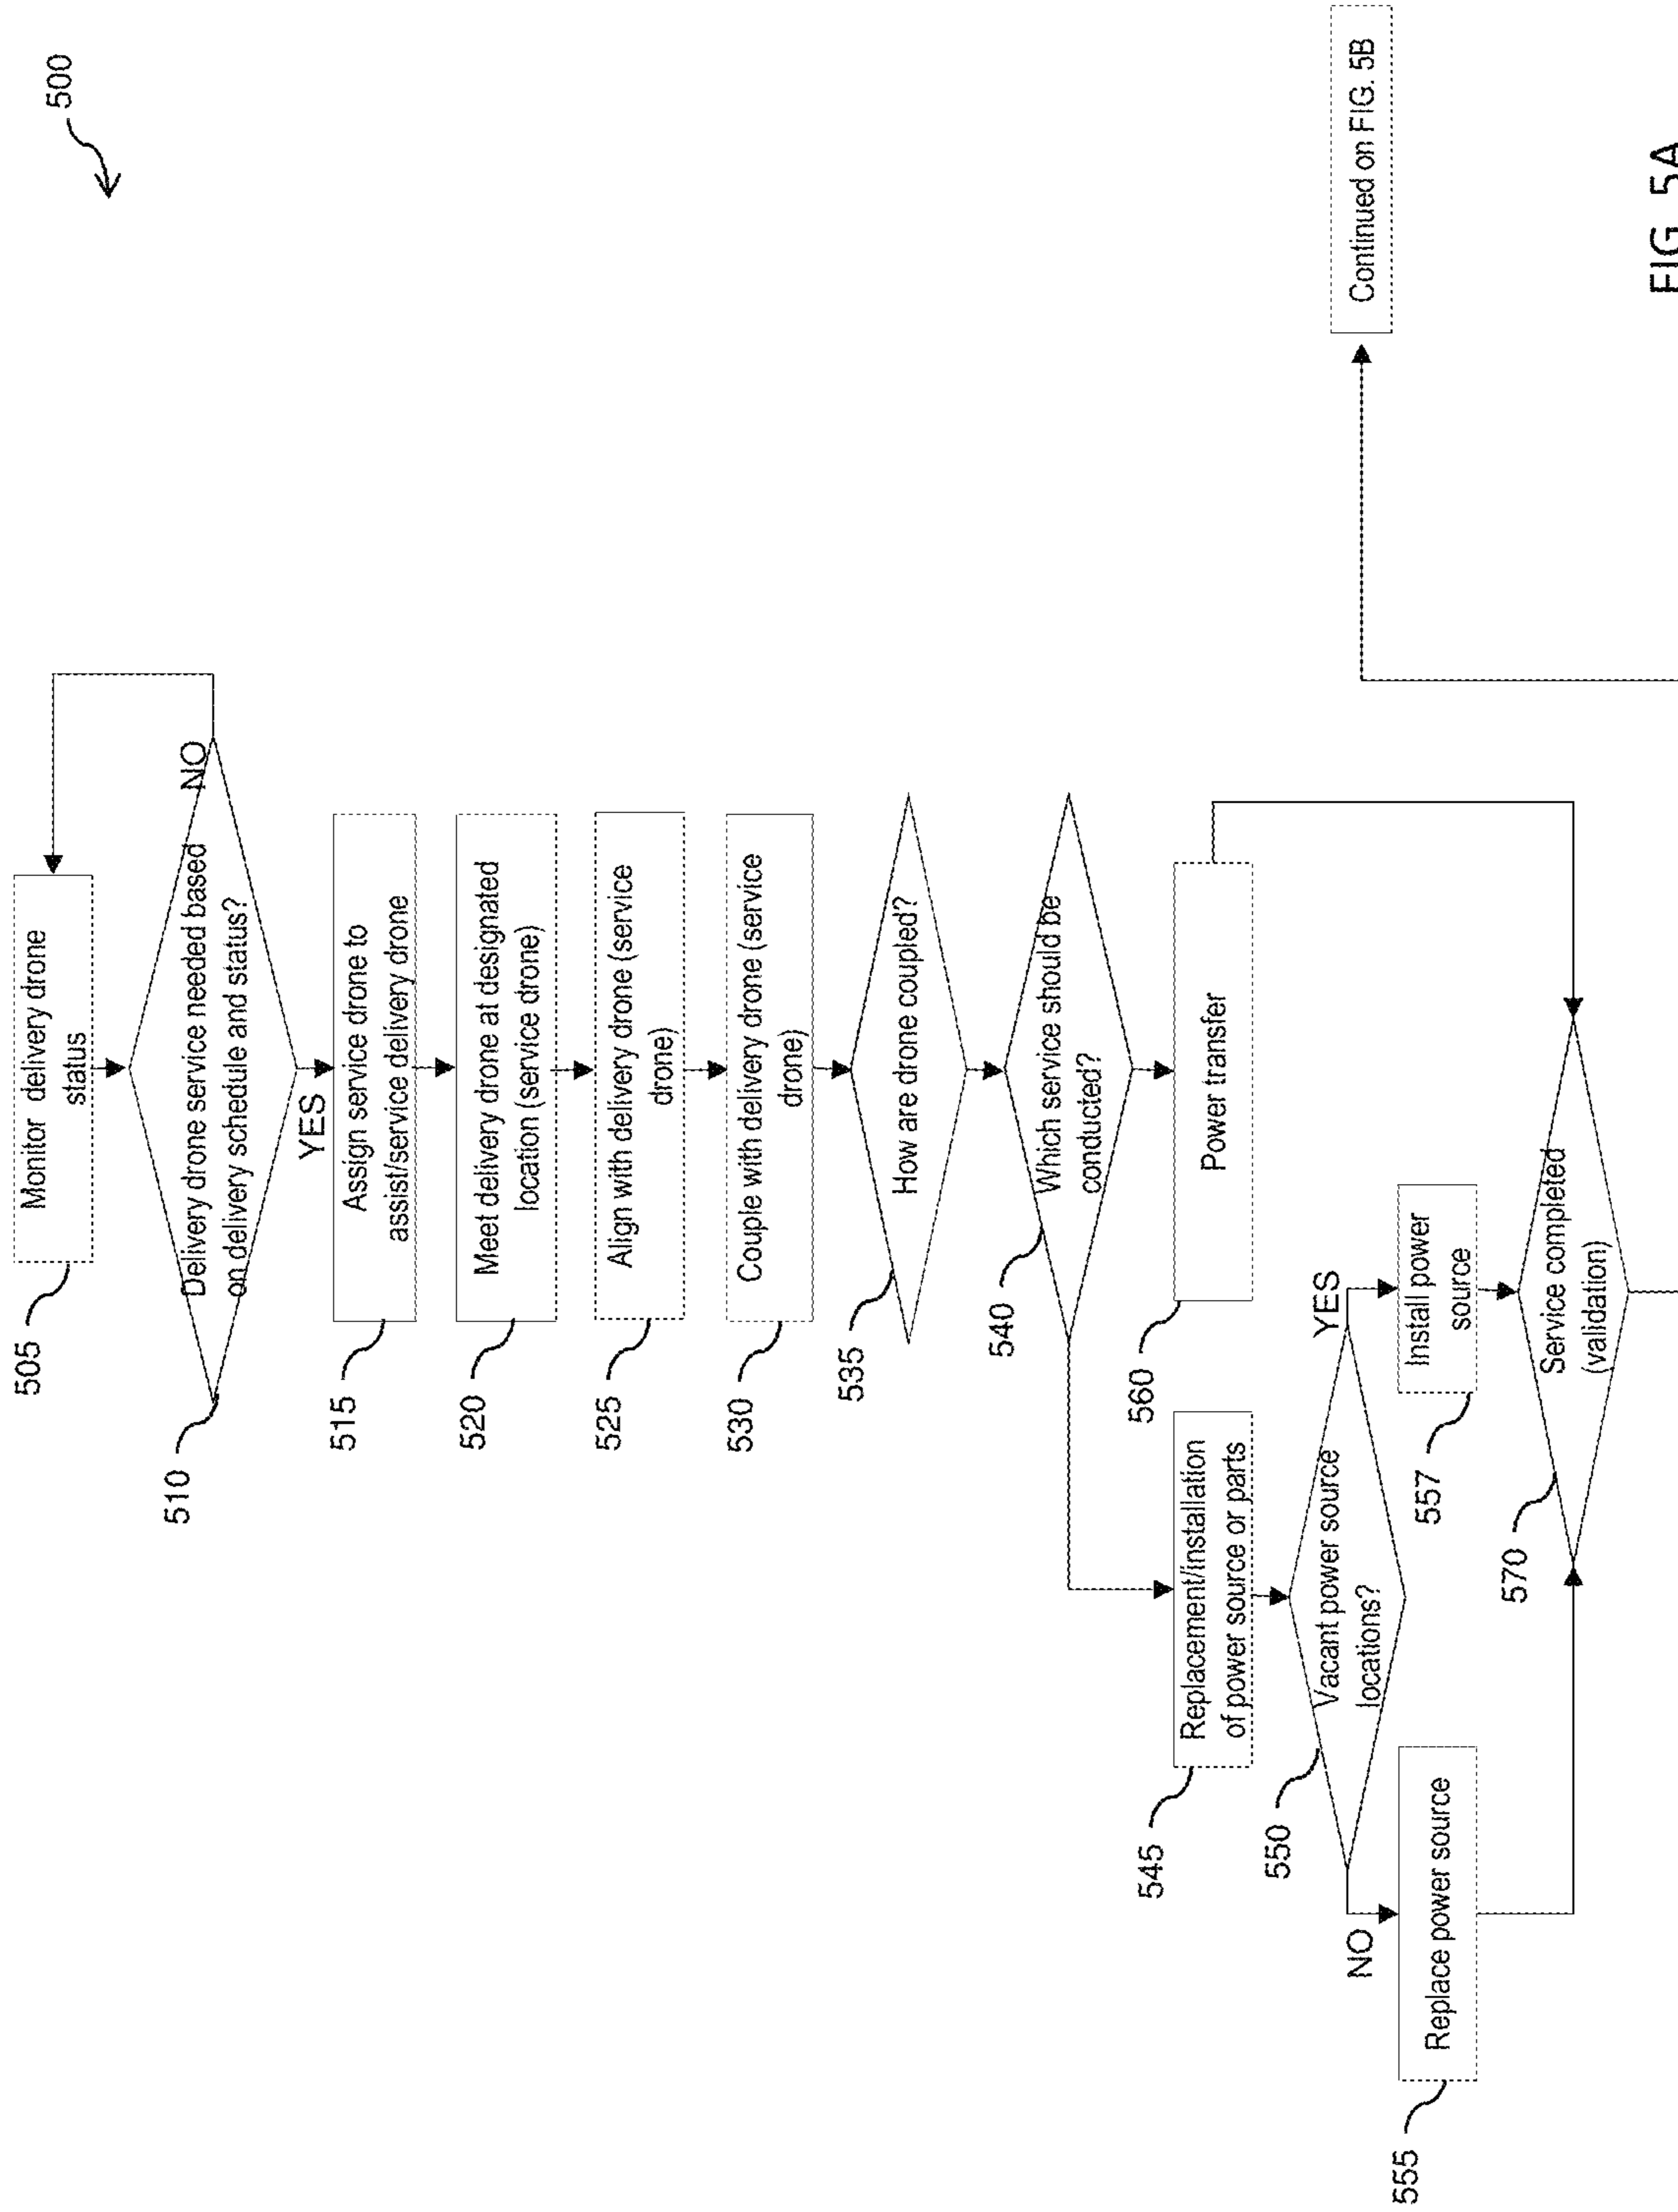 500
Monitor delivery drone
status
505
NO
Delivery drone service needed based
on delivery schedule and status?
510
YES
Assign service drone to
assist/service delivery drone
515
Meet delivery drone at designated
location (service drone)
520
Align with delivery drone (service
drone)
525
Couple with delivery drone (service
drone)
530
How are drone coupled?
535
Which service should be
conducted?
540
Replacement/installation
of power source or parts
545
Power transfer
560
Vacant power source
locations?
550
YES
NO
Install power
source
557
Replace power source
555
Service completed
(validation)
570
Continued on FIG. 5B
FIG. 5A